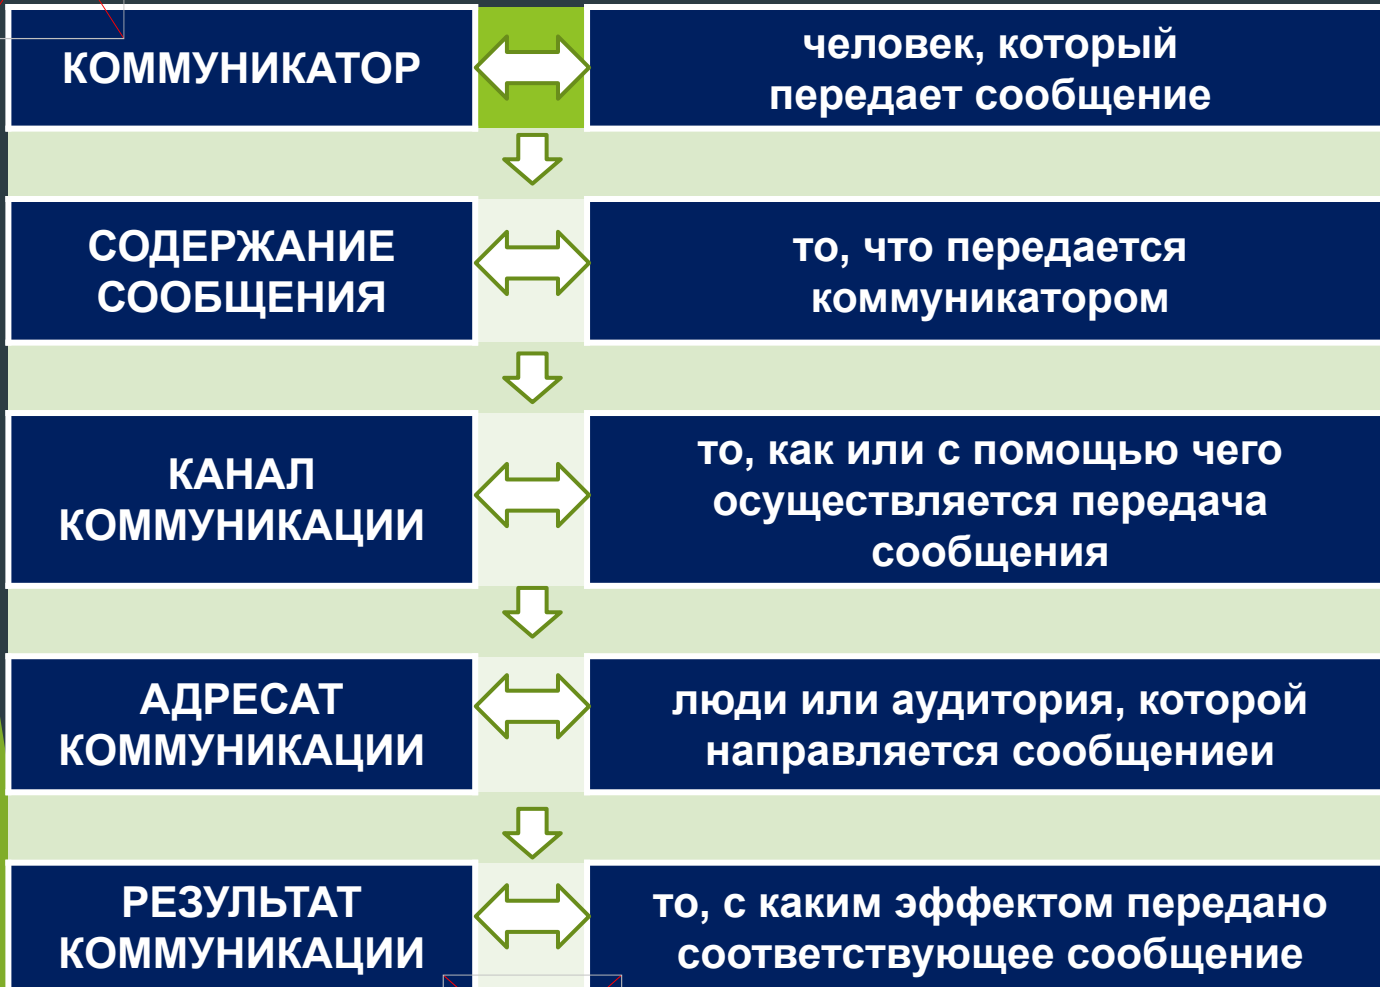 КОММУНИКАТОР
человек, который
передает сообщение
СОДЕРЖАНИЕ
СООБЩЕНИЯ
то, что передается
коммуникатором
КАНАЛ
КОММУНИКАЦИИ
то, как или с помощью чего
осуществляется передача
сообщения
АДРЕСАТ
КОММУНИКАЦИИ
люди или аудитория, которой
направляется сообщениеи
РЕЗУЛЬТАТ
КОММУНИКАЦИИ
то, с каким эффектом передано
соответствующее сообщение